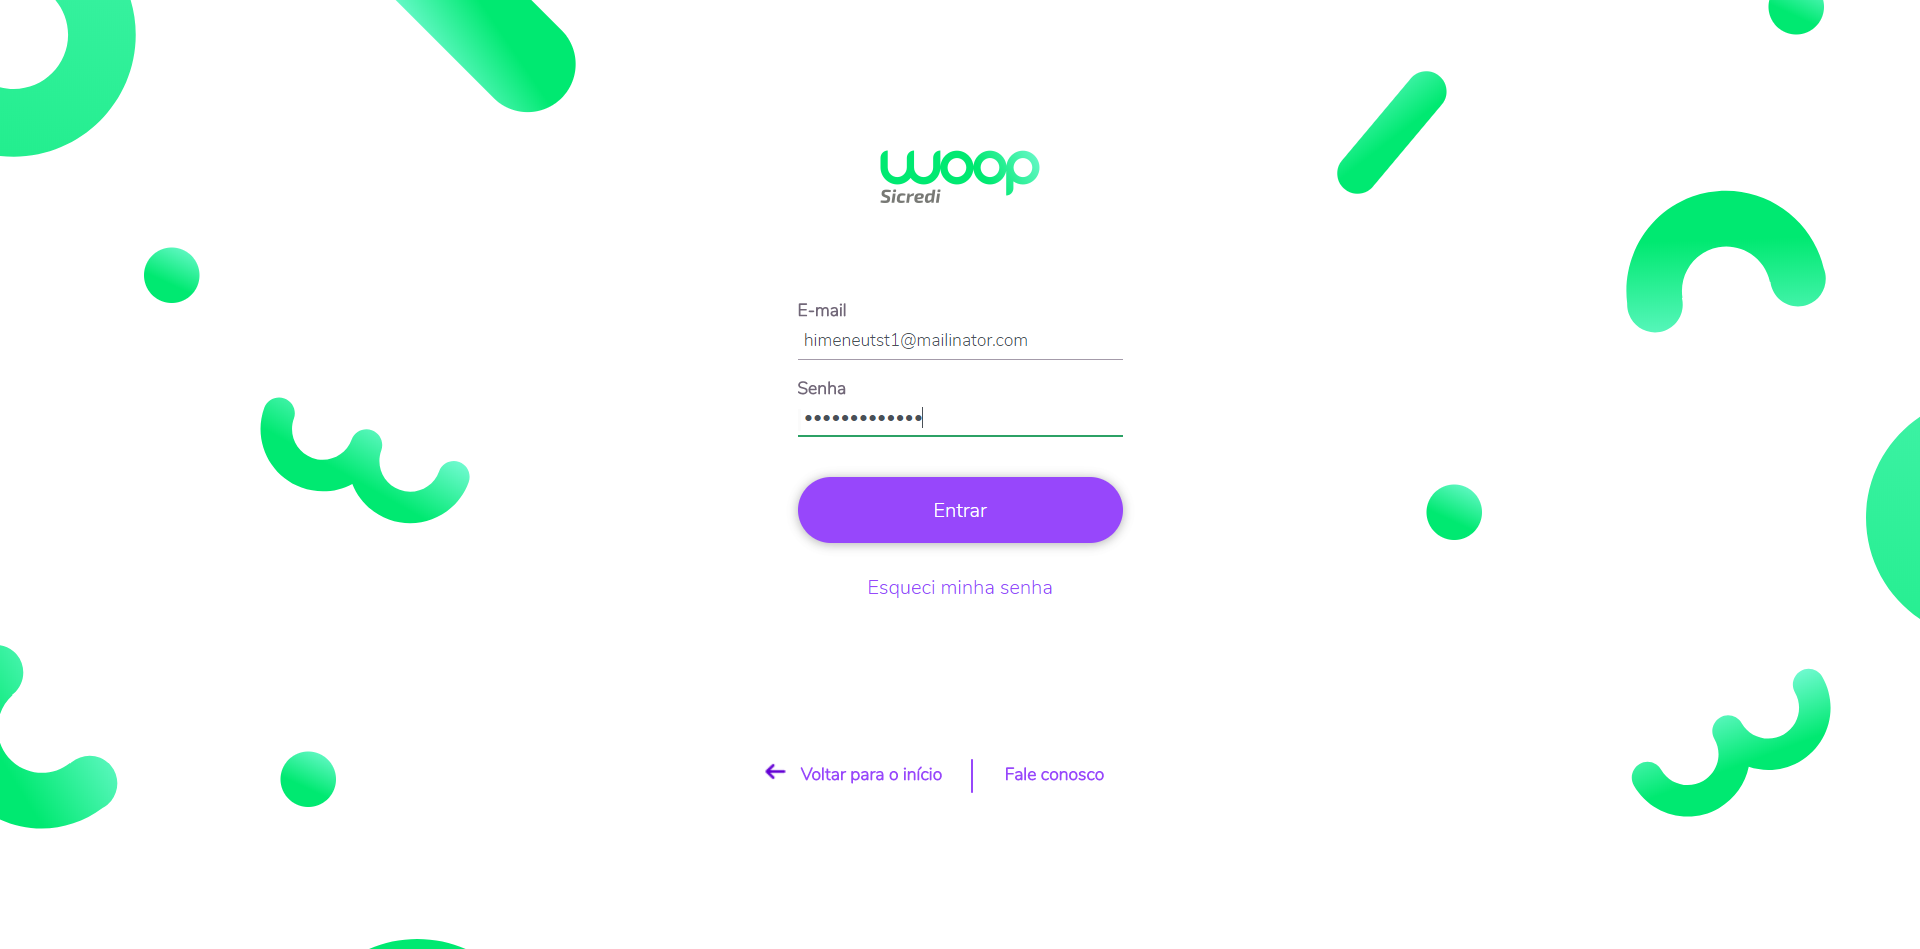 woop
Sicredi
E-mail
himeneutst1@mailinator.com
Senha
•••••••••••••
Entrar
Esqueci minha senha
Voltar para o início
Fale conosco